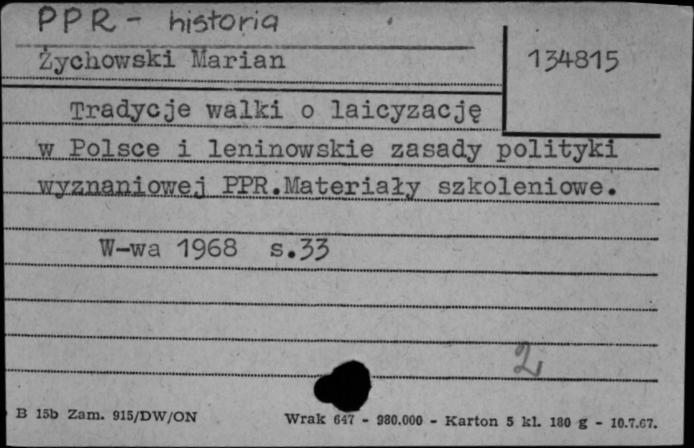 PPR - historia
Żychowski Marian
134815
Tradycje walki o laicyzację
w Polsce i leninowskie zasady polityki
wyznaniowej PPR.Materiały szkoleniowe.
W-wa 1968 s.33
2
B 15b Zam. 915/DW/ON
Wrak 647 - 980.000 - Karton 5 kl. 180 g - 10.7.67.